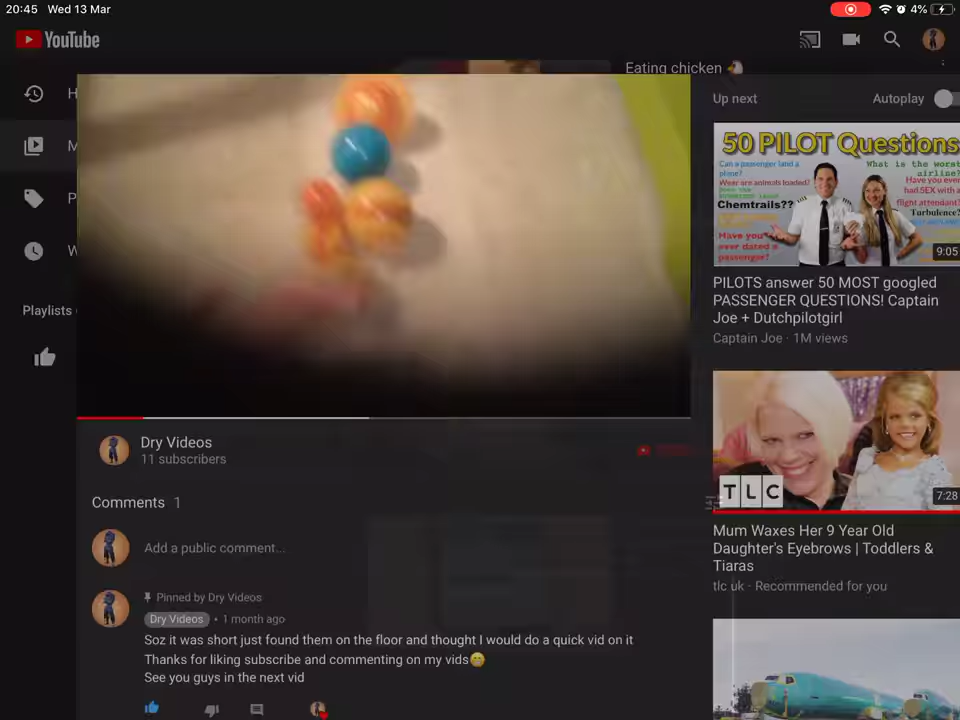 20:45 Wed 13 Mar
4%
YouTube
Eating chicken 🐔
H
M
P
W
Playlists
Up next
Autoplay
50 PILOT Questions
Can a passenger land a
plane?
What is the worst
airline?
Wear are animals loaded?
Have you ever
had SEX with a
flight attendant?
Chemtrails??
Turbulence?
Have you
ever dated a
passenger?
9:05
PILOTS answer 50 MOST googled
PASSENGER QUESTIONS! Captain
Joe + Dutchpilotgirl
Captain Joe · 1M views
TLC
7:28
Mum Waxes Her 9 Year Old
Daughter's Eyebrows | Toddlers &
Tiaras
tlc uk · Recommended for you
Dry Videos
11 subscribers
Comments 1
Add a public comment...
Pinned by Dry Videos
Dry Videos • 1 month ago
Soz it was short just found them on the floor and thought I would do a quick vid on it
Thanks for liking subscribe and commenting on my vids😁
See you guys in the next vid